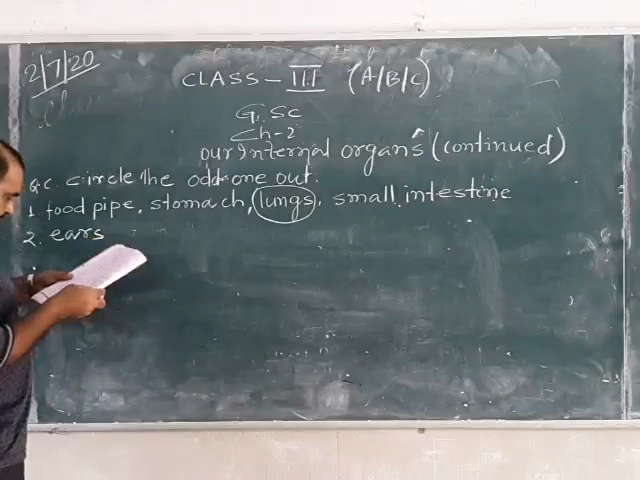 2/7/20
CLASS-III (A/B/C)
G. SC
Ch-2
our Internal organs (continued)
Q.C. Circle The odd one out.
1. food pipe, stomach, lungs, small intestine
2. ears